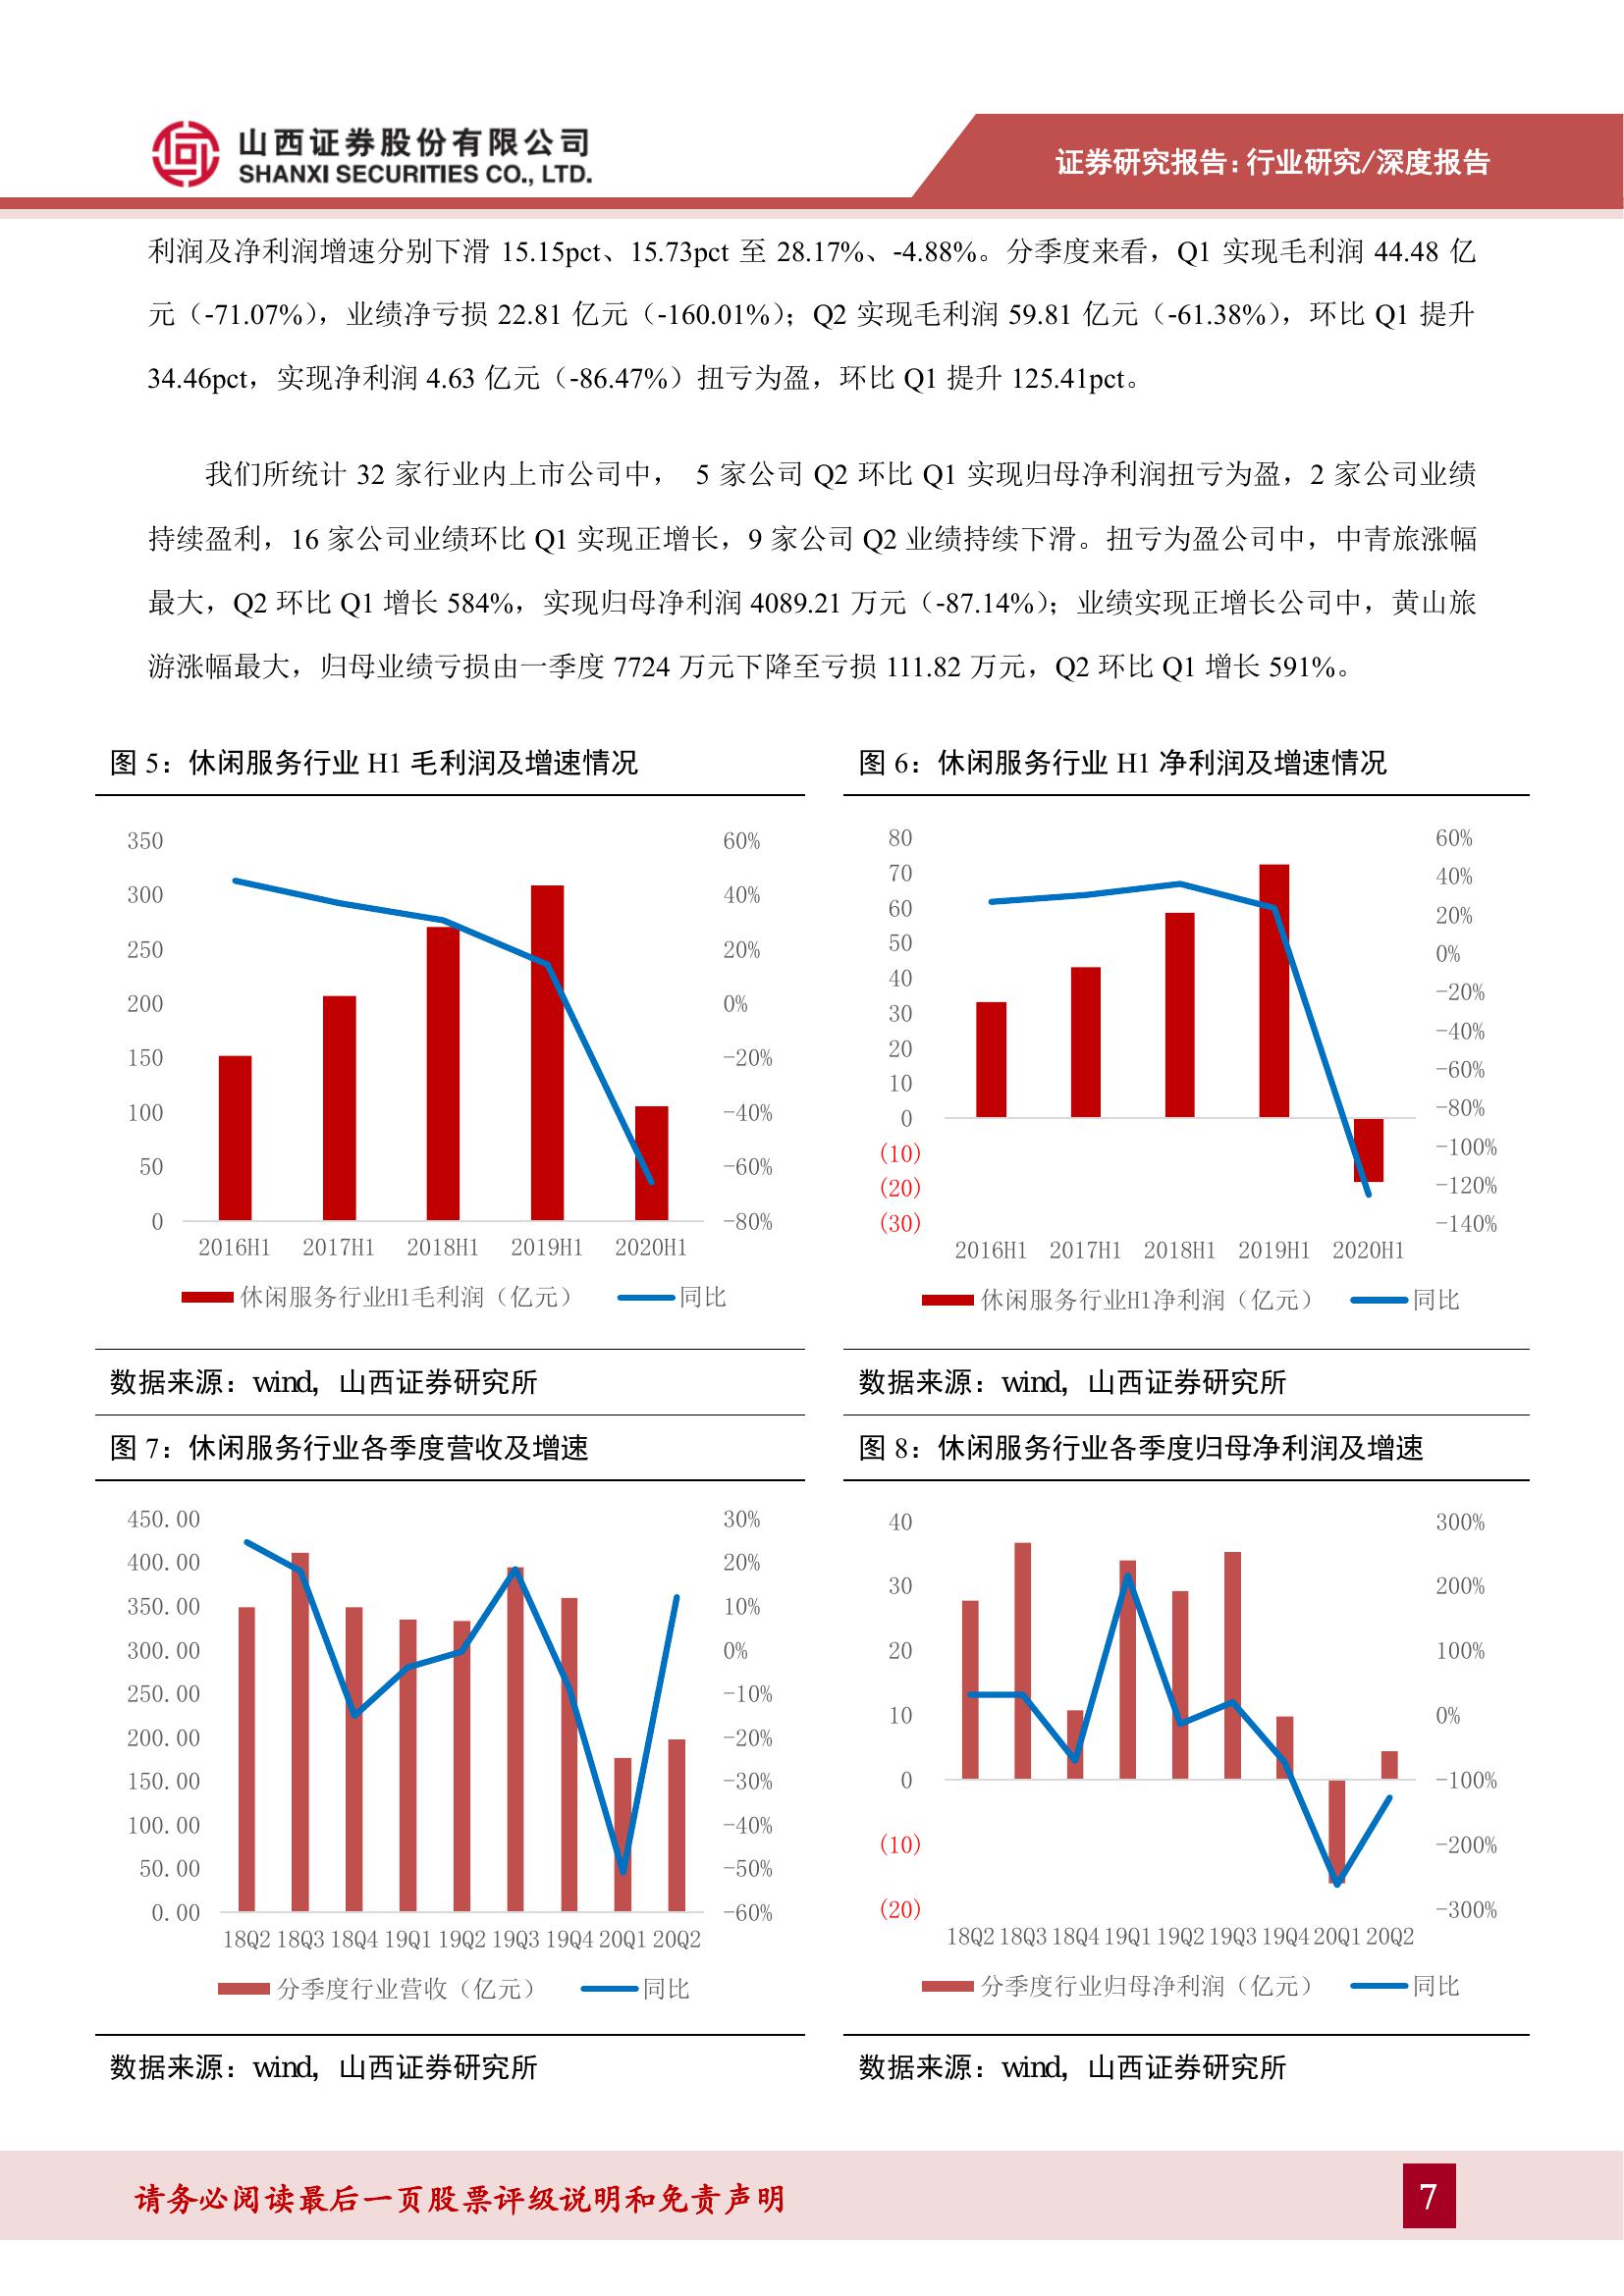 山西证券股份有限公司
SHANXI SECURITIES CO., LTD.
证券研究报告：行业研究/深度报告
利润及净利润增速分别下滑 15.15pct、15.73pct 至 28.17%、-4.88%。分季度来看，Q1 实现毛利润 44.48 亿
元（-71.07%），业绩净亏损 22.81 亿元（-160.01%）；Q2 实现毛利润 59.81 亿元（-61.38%），环比 Q1 提升
34.46pct，实现净利润 4.63 亿元（-86.47%）扭亏为盈，环比 Q1 提升 125.41pct。
我们所统计 32 家行业内上市公司中， 5 家公司 Q2 环比 Q1 实现归母净利润扭亏为盈，2 家公司业绩
持续盈利，16 家公司业绩环比 Q1 实现正增长，9 家公司 Q2 业绩持续下滑。扭亏为盈公司中，中青旅涨幅
最大，Q2 环比 Q1 增长 584%，实现归母净利润 4089.21 万元（-87.14%）；业绩实现正增长公司中，黄山旅
游涨幅最大，归母业绩亏损由一季度 7724 万元下降至亏损 111.82 万元，Q2 环比 Q1 增长 591%。
图 5：休闲服务行业 H1 毛利润及增速情况
350
300
250
200
150
100
50
0
60%
40%
20%
0%
-20%
-40%
-60%
-80%
2016H1 2017H1 2018H1 2019H1 2020H1
休闲服务行业H1毛利润（亿元） 同比
数据来源：wind，山西证券研究所
图 6：休闲服务行业 H1 净利润及增速情况
80
70
60
50
40
30
20
10
0
(10)
(20)
(30)
60%
40%
20%
0%
-20%
-40%
-60%
-80%
-100%
-120%
-140%
2016H1 2017H1 2018H1 2019H1 2020H1
休闲服务行业H1净利润（亿元） 同比
数据来源：wind，山西证券研究所
图 7：休闲服务行业各季度营收及增速
450.00
400.00
350.00
300.00
250.00
200.00
150.00
100.00
50.00
0.00
30%
20%
10%
0%
-10%
-20%
-30%
-40%
-50%
-60%
18Q2 18Q3 18Q4 19Q1 19Q2 19Q3 19Q4 20Q1 20Q2
分季度行业营收（亿元） 同比
数据来源：wind，山西证券研究所
图 8：休闲服务行业各季度归母净利润及增速
40
30
20
10
0
(10)
(20)
300%
200%
100%
0%
-100%
-200%
-300%
18Q2 18Q3 18Q4 19Q1 19Q2 19Q3 19Q4 20Q1 20Q2
分季度行业归母净利润（亿元） 同比
数据来源：wind，山西证券研究所
请务必阅读最后一页股票评级说明和免责声明
7